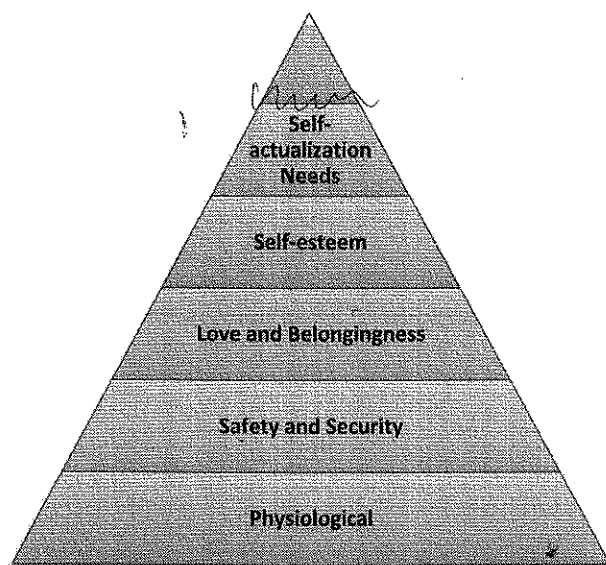 Self-
actualization
Needs
Self-esteem
Love and Belongingness
Safety and Security
Physiological